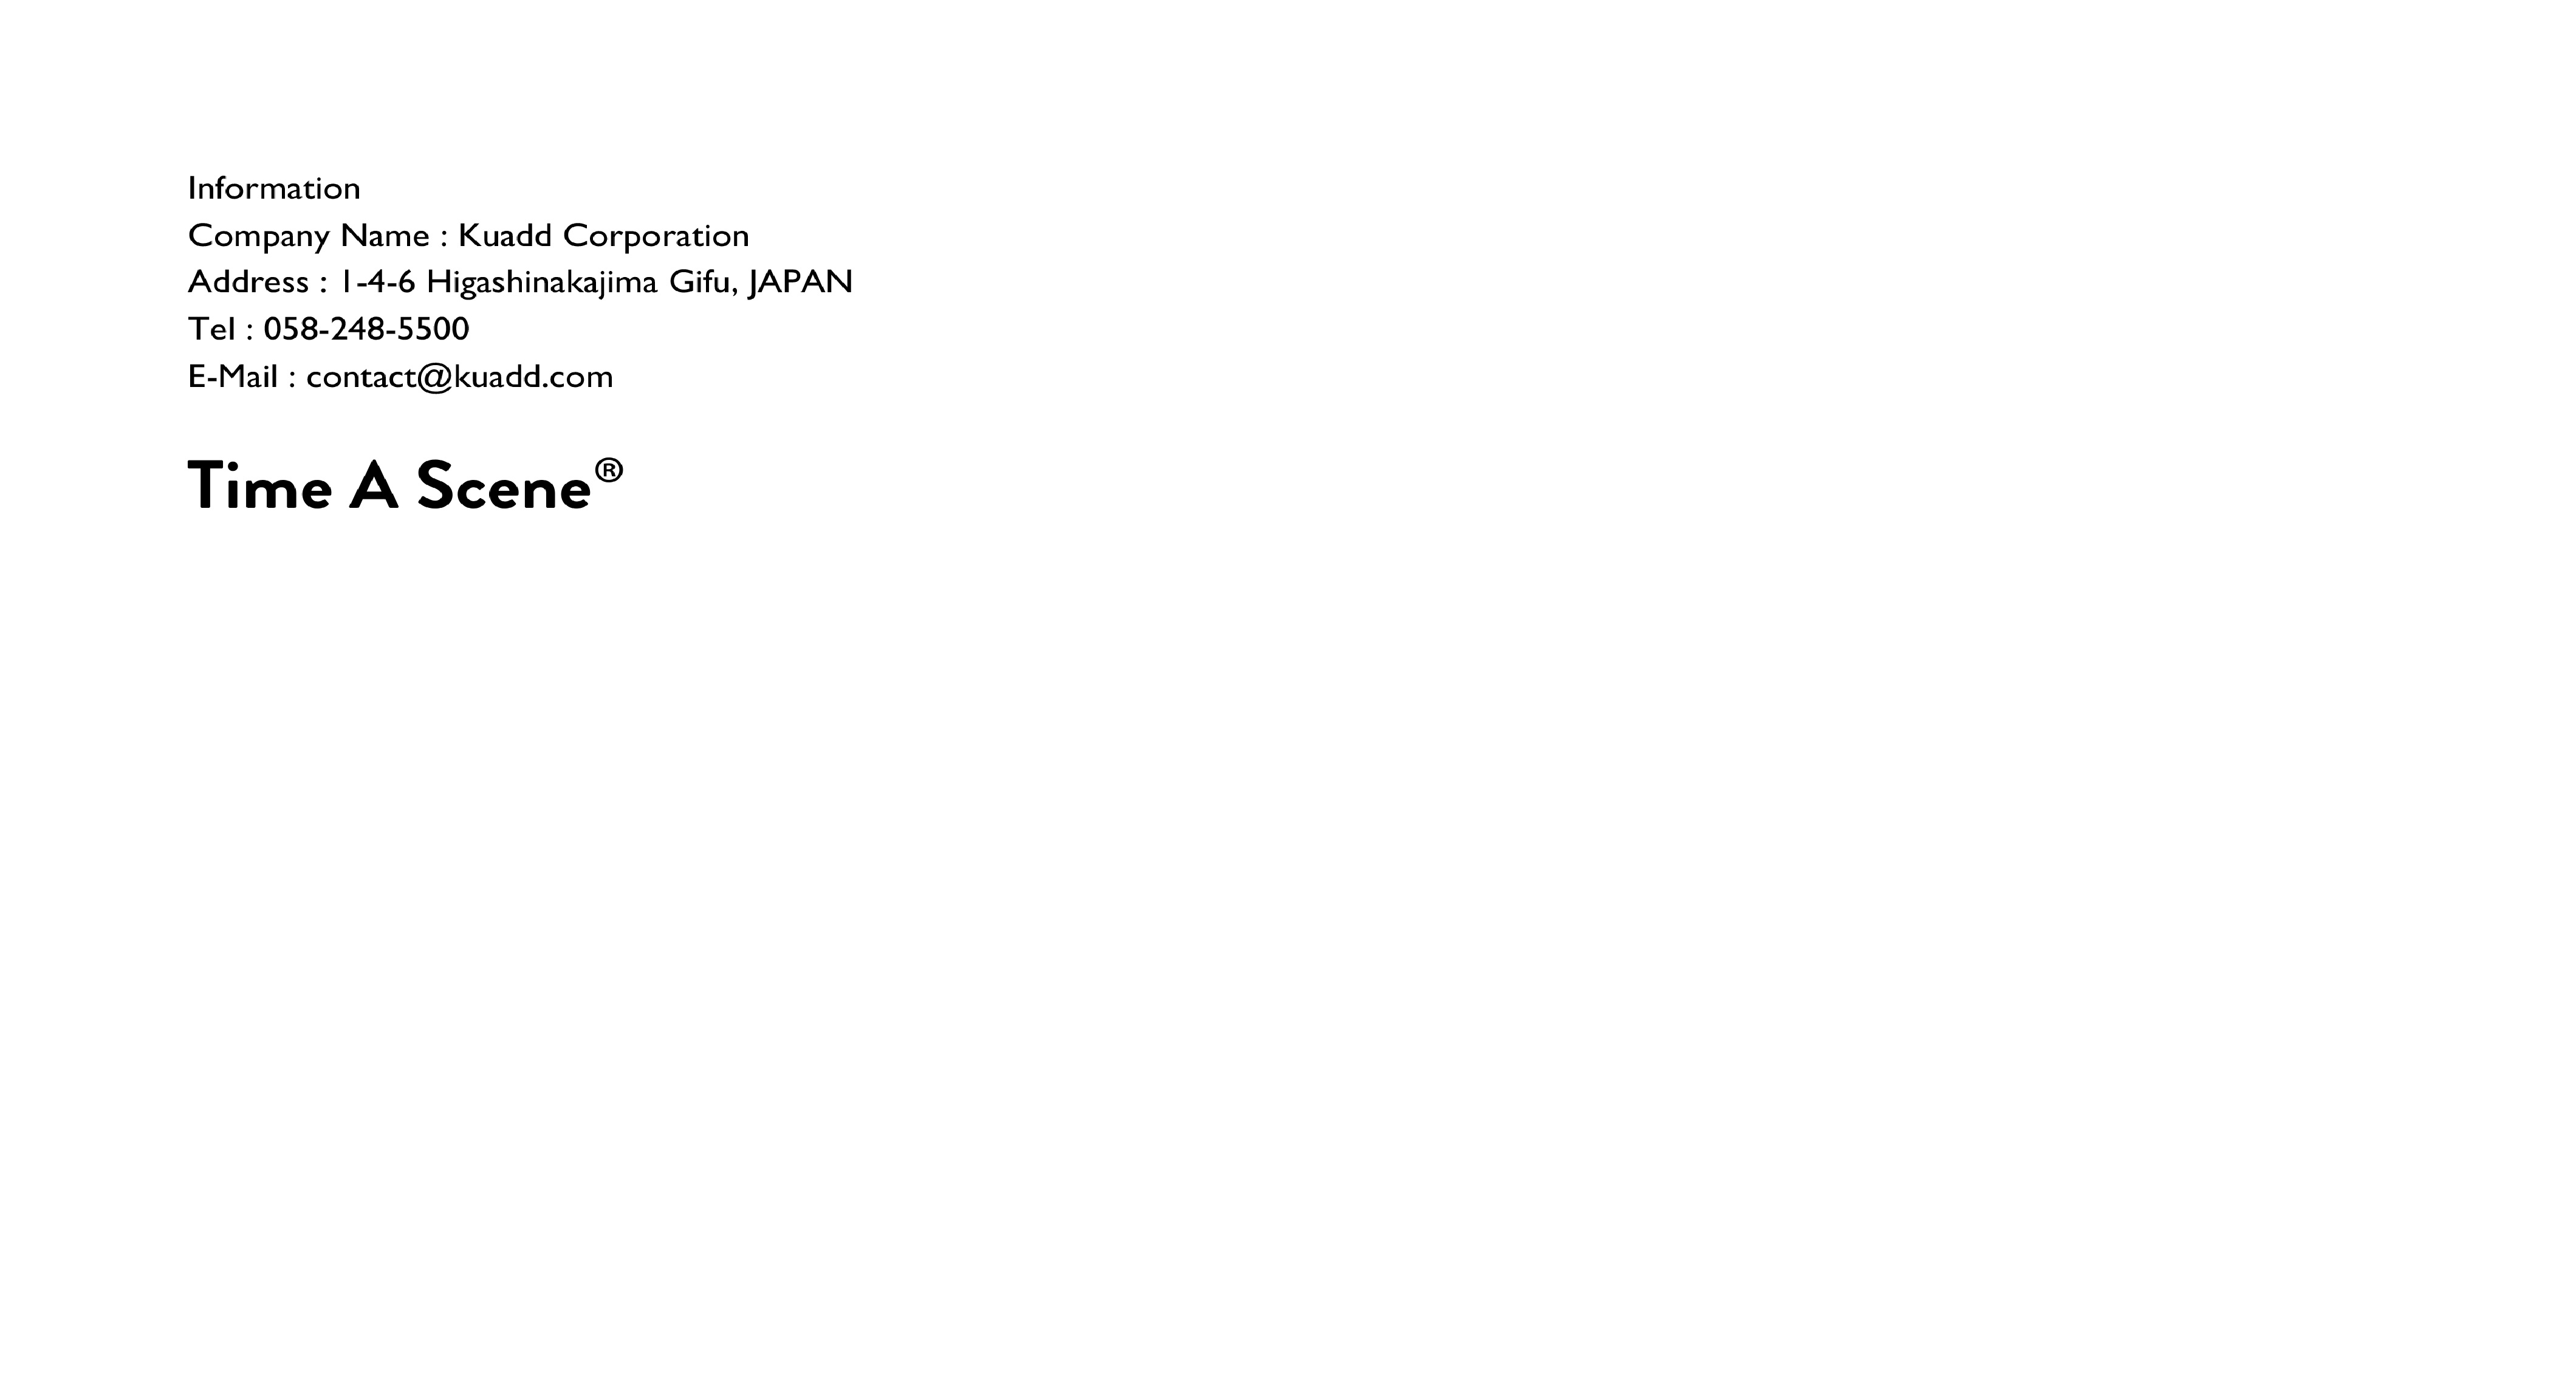 Information
Company Name : Kuadd Corporation
Address : 1-4-6 Higashinakajima Gifu, JAPAN
Tel : 058-248-5500
E-Mail : contact@kuadd.com
Time A Scene®